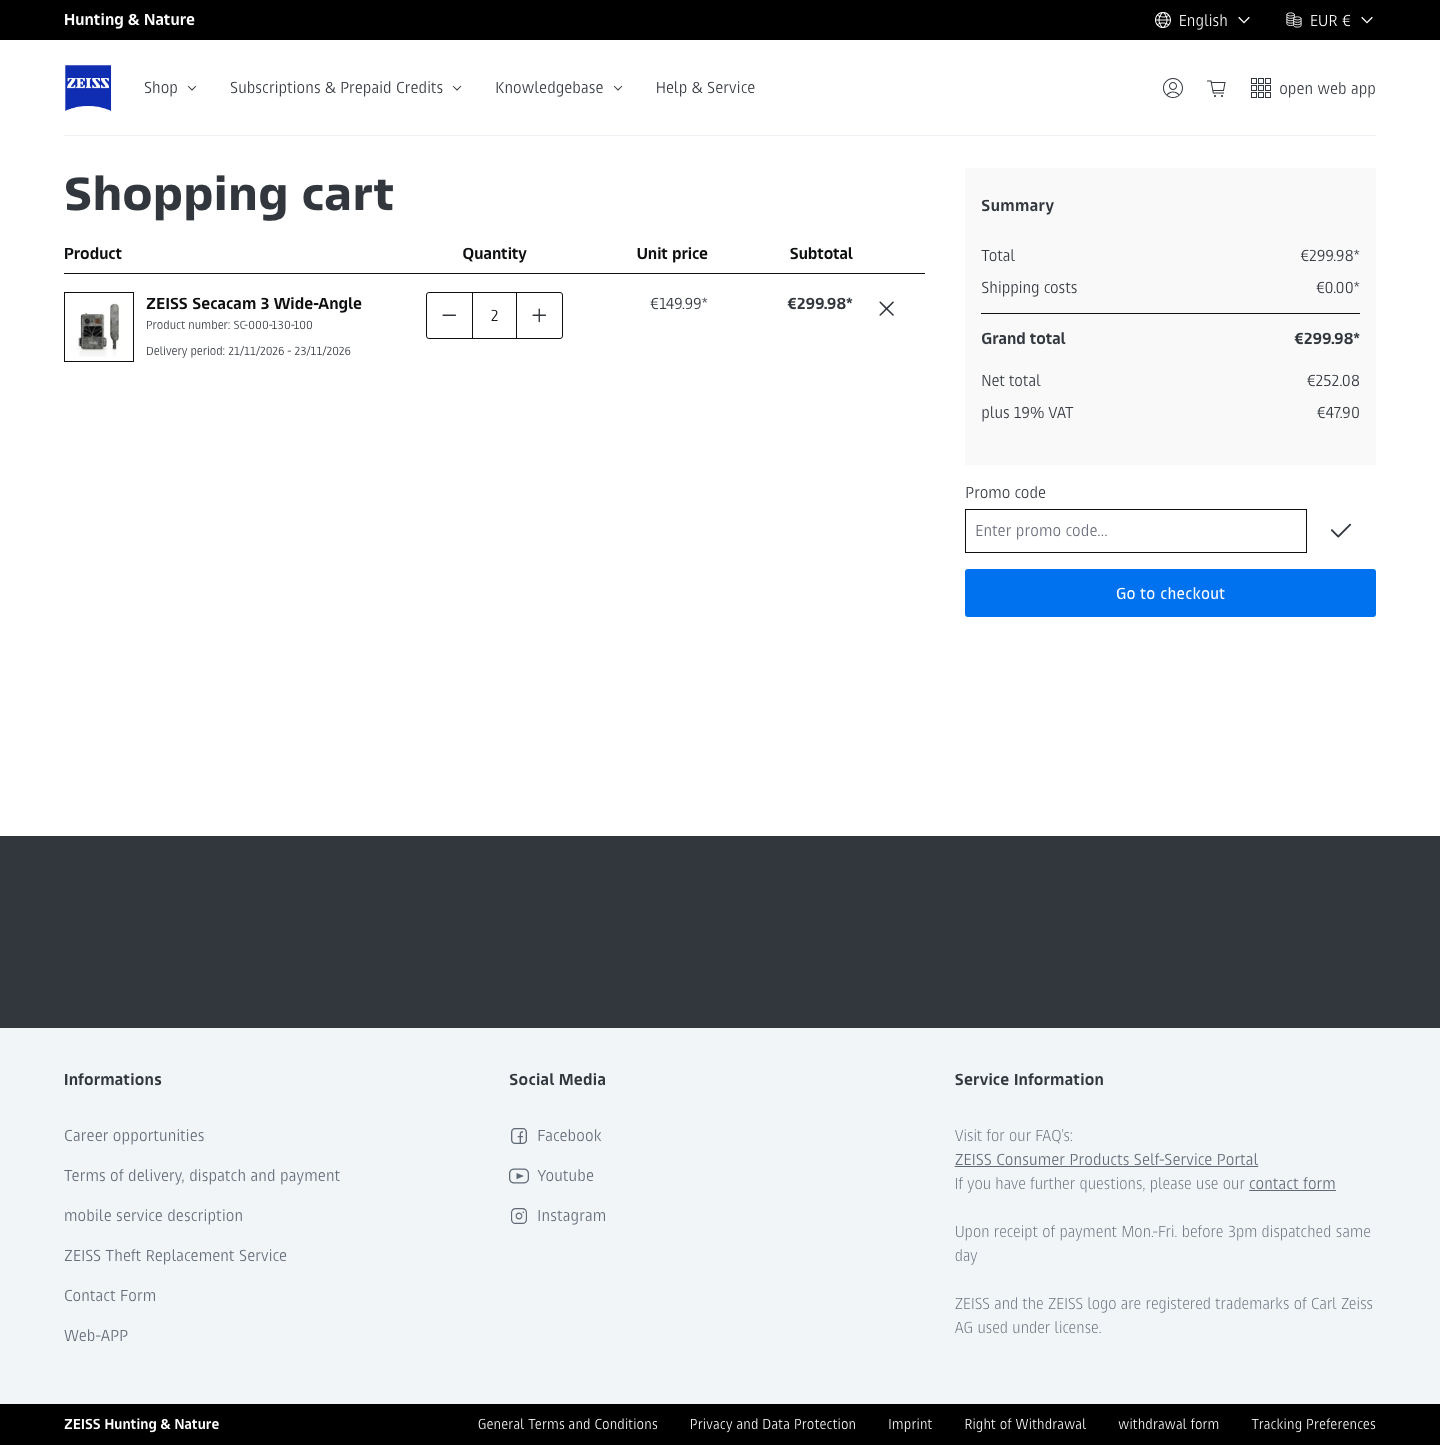 Hunting & Nature
English
EUR €
ZEISS
Shop
Subscriptions & Prepaid Credits
Knowledgebase
Help & Service
open web app
Shopping cart
Product
Quantity
Unit price
Subtotal
ZEISS Secacam 3 Wide-Angle
Product number: SC-000-130-100
Delivery period: 21/11/2026 - 23/11/2026
2
€149.99*
€299.98*
Summary
Total
€299.98*
Shipping costs
€0.00*
Grand total
€299.98*
Net total
€252.08
plus 19% VAT
€47.90
Promo code
Enter promo code...
Go to checkout
Informations
Career opportunities
Terms of delivery, dispatch and payment
mobile service description
ZEISS Theft Replacement Service
Contact Form
Web-APP
Social Media
Facebook
Youtube
Instagram
Service Information
Visit for our FAQ's:
ZEISS Consumer Products Self-Service Portal
If you have further questions, please use our contact form
Upon receipt of payment Mon.-Fri. before 3pm dispatched same
day
ZEISS and the ZEISS logo are registered trademarks of Carl Zeiss
AG used under license.
ZEISS Hunting & Nature
General Terms and Conditions
Privacy and Data Protection
Imprint
Right of Withdrawal
withdrawal form
Tracking Preferences